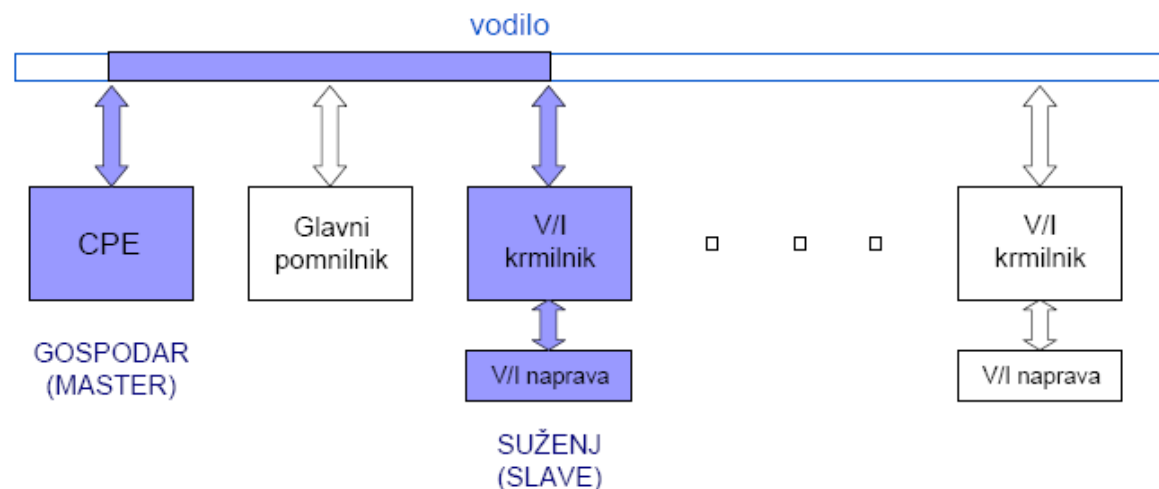 vodilo
CPE
Glavni
pomnilnik
V/I
krmilnik
V/I
krmilnik
GOSPODAR
(MASTER)
V/I naprava
V/I naprava
SUŽENJ
(SLAVE)